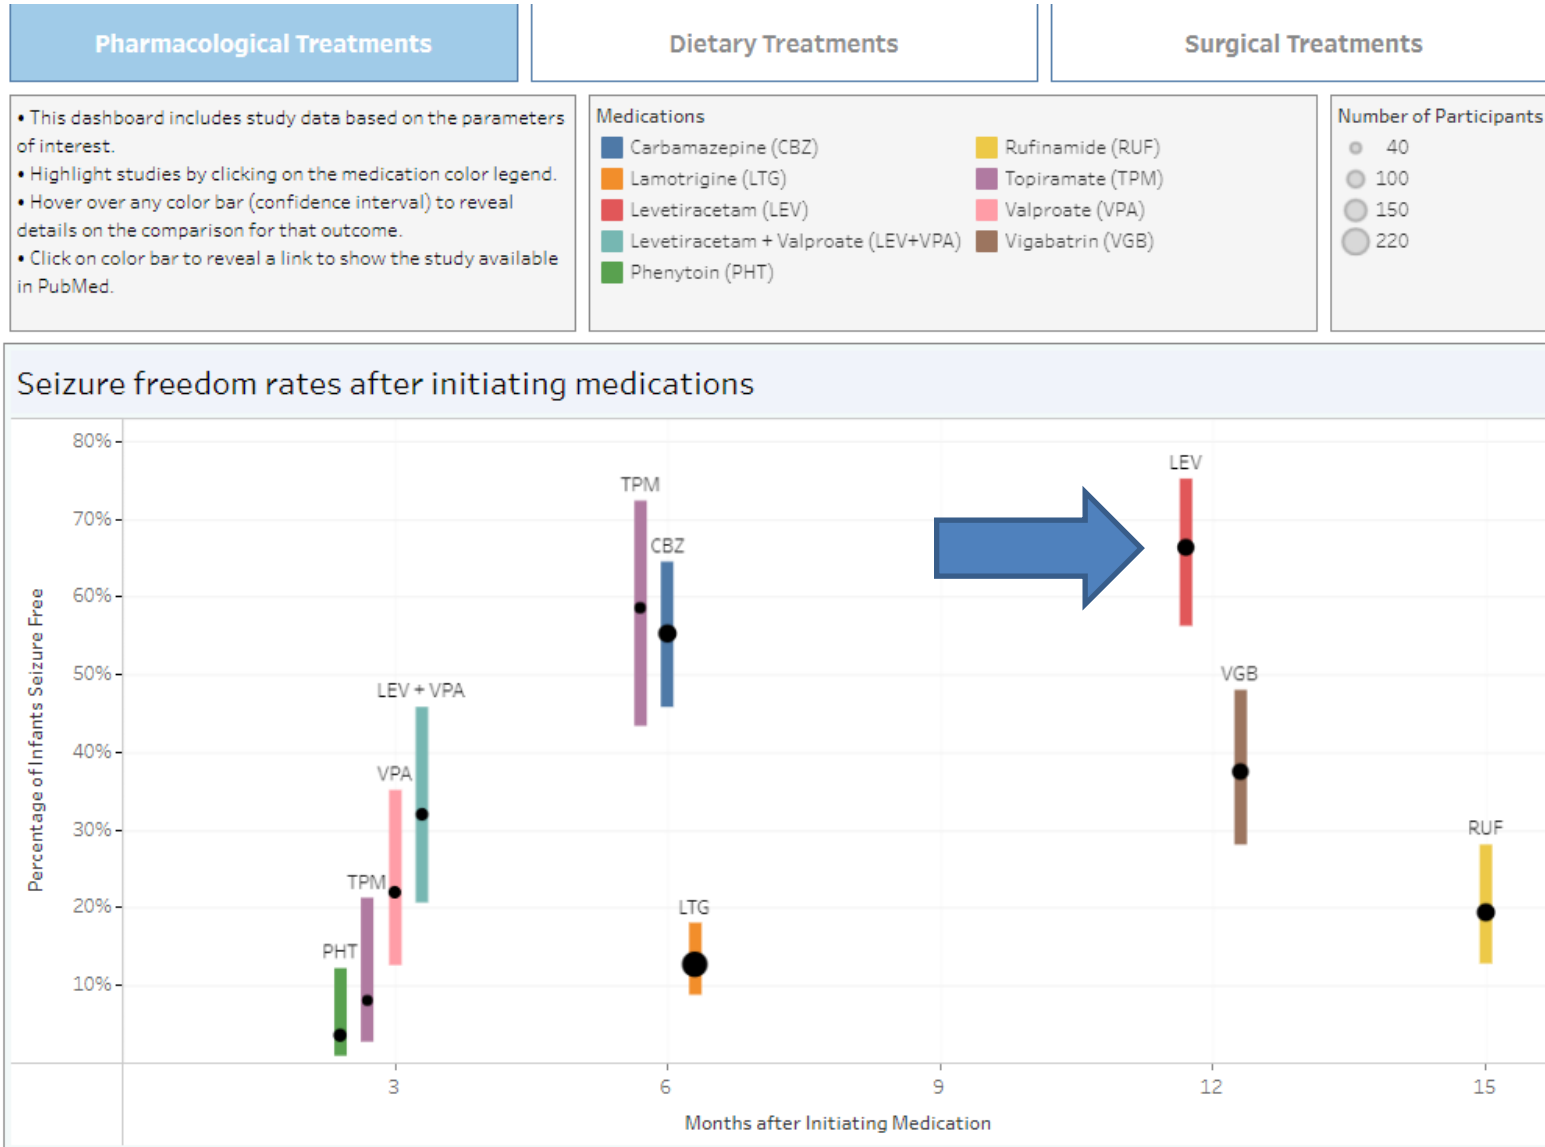 Pharmacological Treatments
Dietary Treatments
Surgical Treatments
• This dashboard includes study data based on the parameters
of interest.
• Highlight studies by clicking on the medication color legend.
• Hover over any color bar (confidence interval) to reveal
details on the comparison for that outcome.
• Click on color bar to reveal a link to show the study available
in PubMed.
Medications
Carbamazepine (CBZ)
Lamotrigine (LTG)
Levetiracetam (LEV)
Levetiracetam + Valproate (LEV+VPA)
Phenytoin (PHT)
Rufinamide (RUF)
Topiramate (TPM)
Valproate (VPA)
Vigabatrin (VGB)
Number of Participants
40
100
150
220
Seizure freedom rates after initiating medications
Percentage of Infants Seizure Free
80%
70%
60%
50%
40%
30%
20%
10%
PHT
TPM
VPA
LEV + VPA
TPM
CBZ
LTG
LEV
VGB
RUF
3
6
9
12
15
Months after Initiating Medication